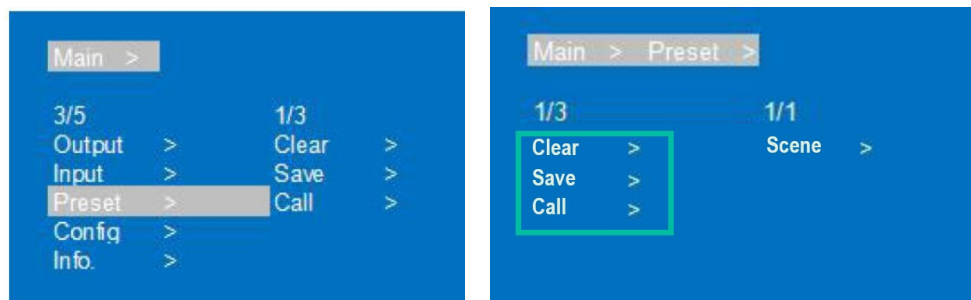 Main >
3/5 1/3
Output > Clear >
Input > Save >
Preset > Call >
Config >
Info. >
Main > Preset >
1/3 1/1
Clear > Scene >
Save >
Call >